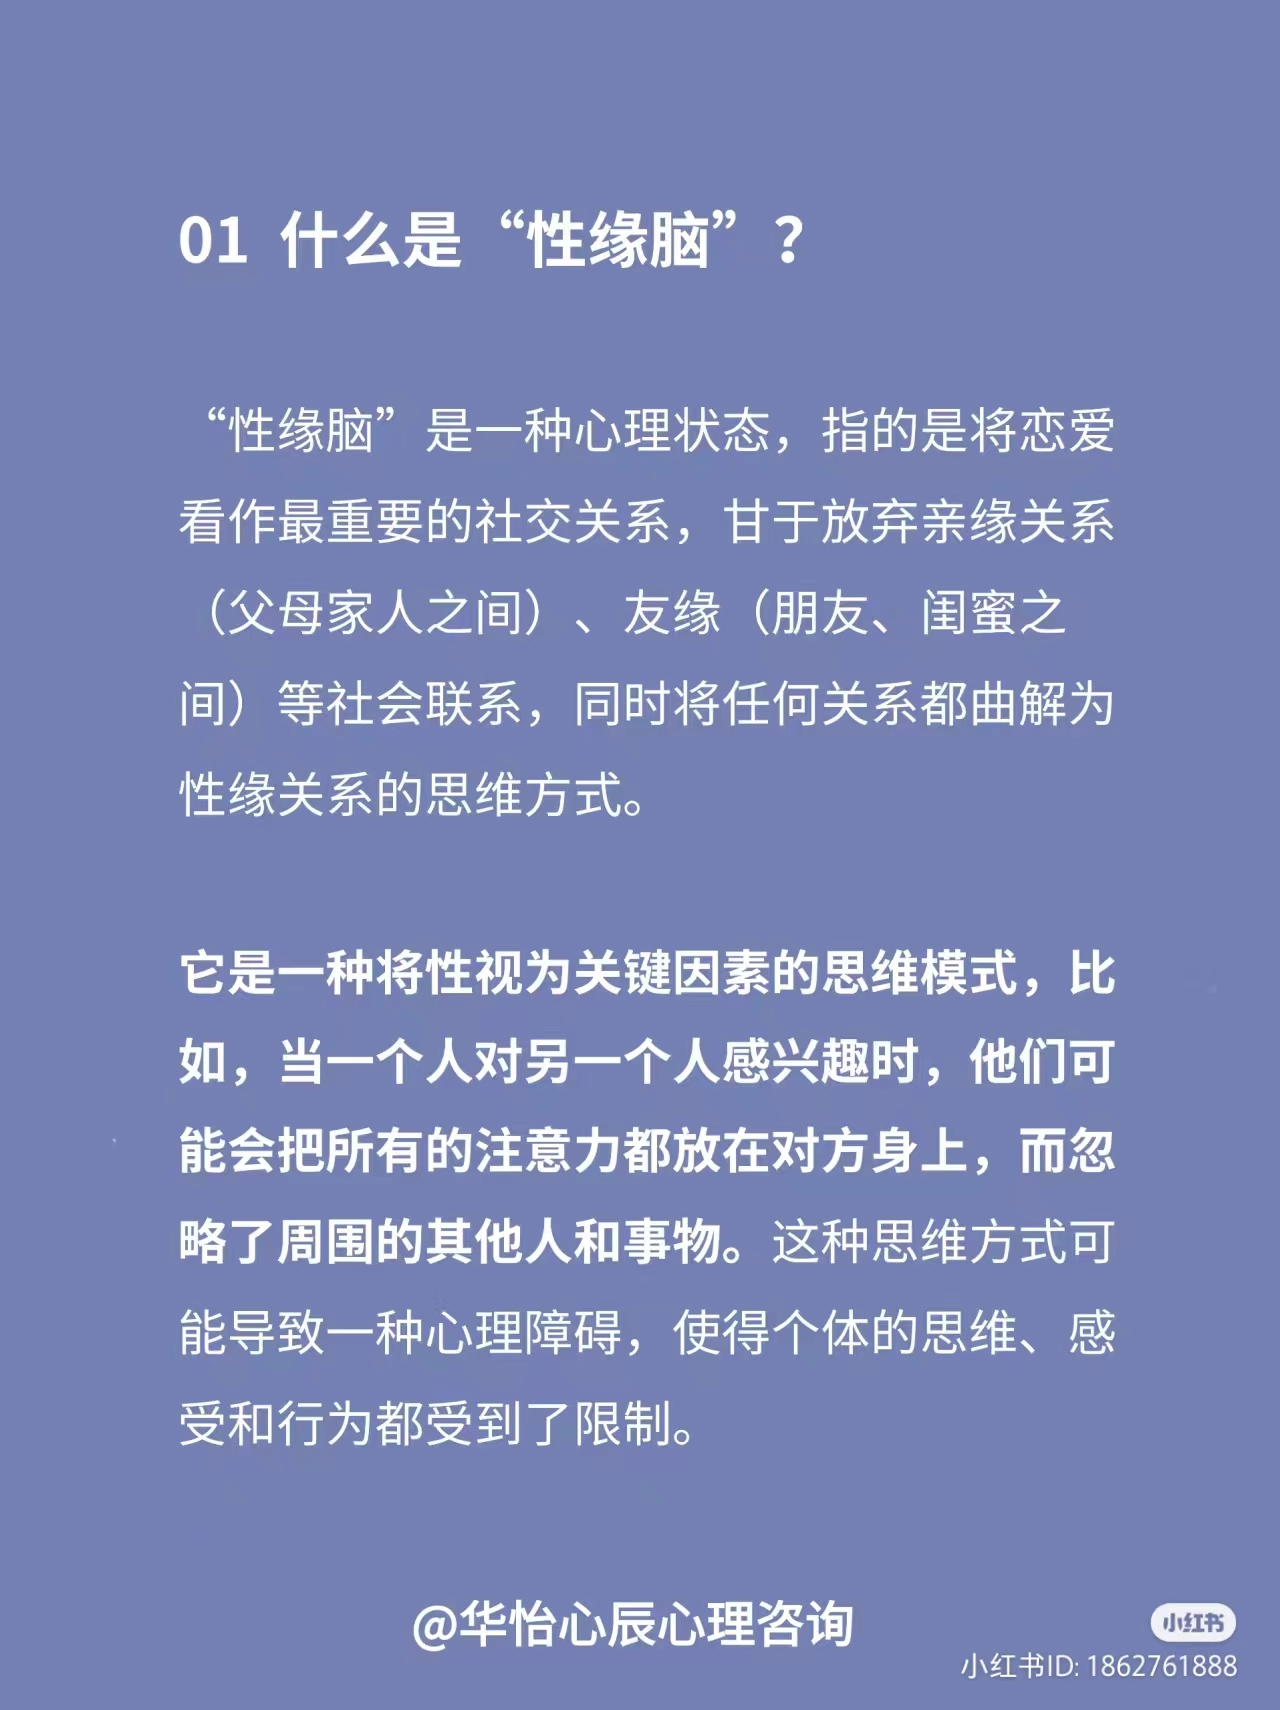 01 什么是“性缘脑”？
“性缘脑”是一种心理状态，指的是将恋爱
看作最重要的社交关系，甘于放弃亲缘关系
（父母家人之间）、友缘（朋友、闺蜜之
间）等社会联系，同时将任何关系都曲解为
性缘关系的思维方式。
它是一种将性视为关键因素的思维模式，比
如，当一个人对另一个人感兴趣时，他们可
能会把所有的注意力都放在对方身上，而忽
略了周围的其他人和事物。这种思维方式可
能导致一种心理障碍，使得个体的思维、感
受和行为都受到了限制。
@华怡心辰心理咨询
小红书
小红书ID: 1862761888